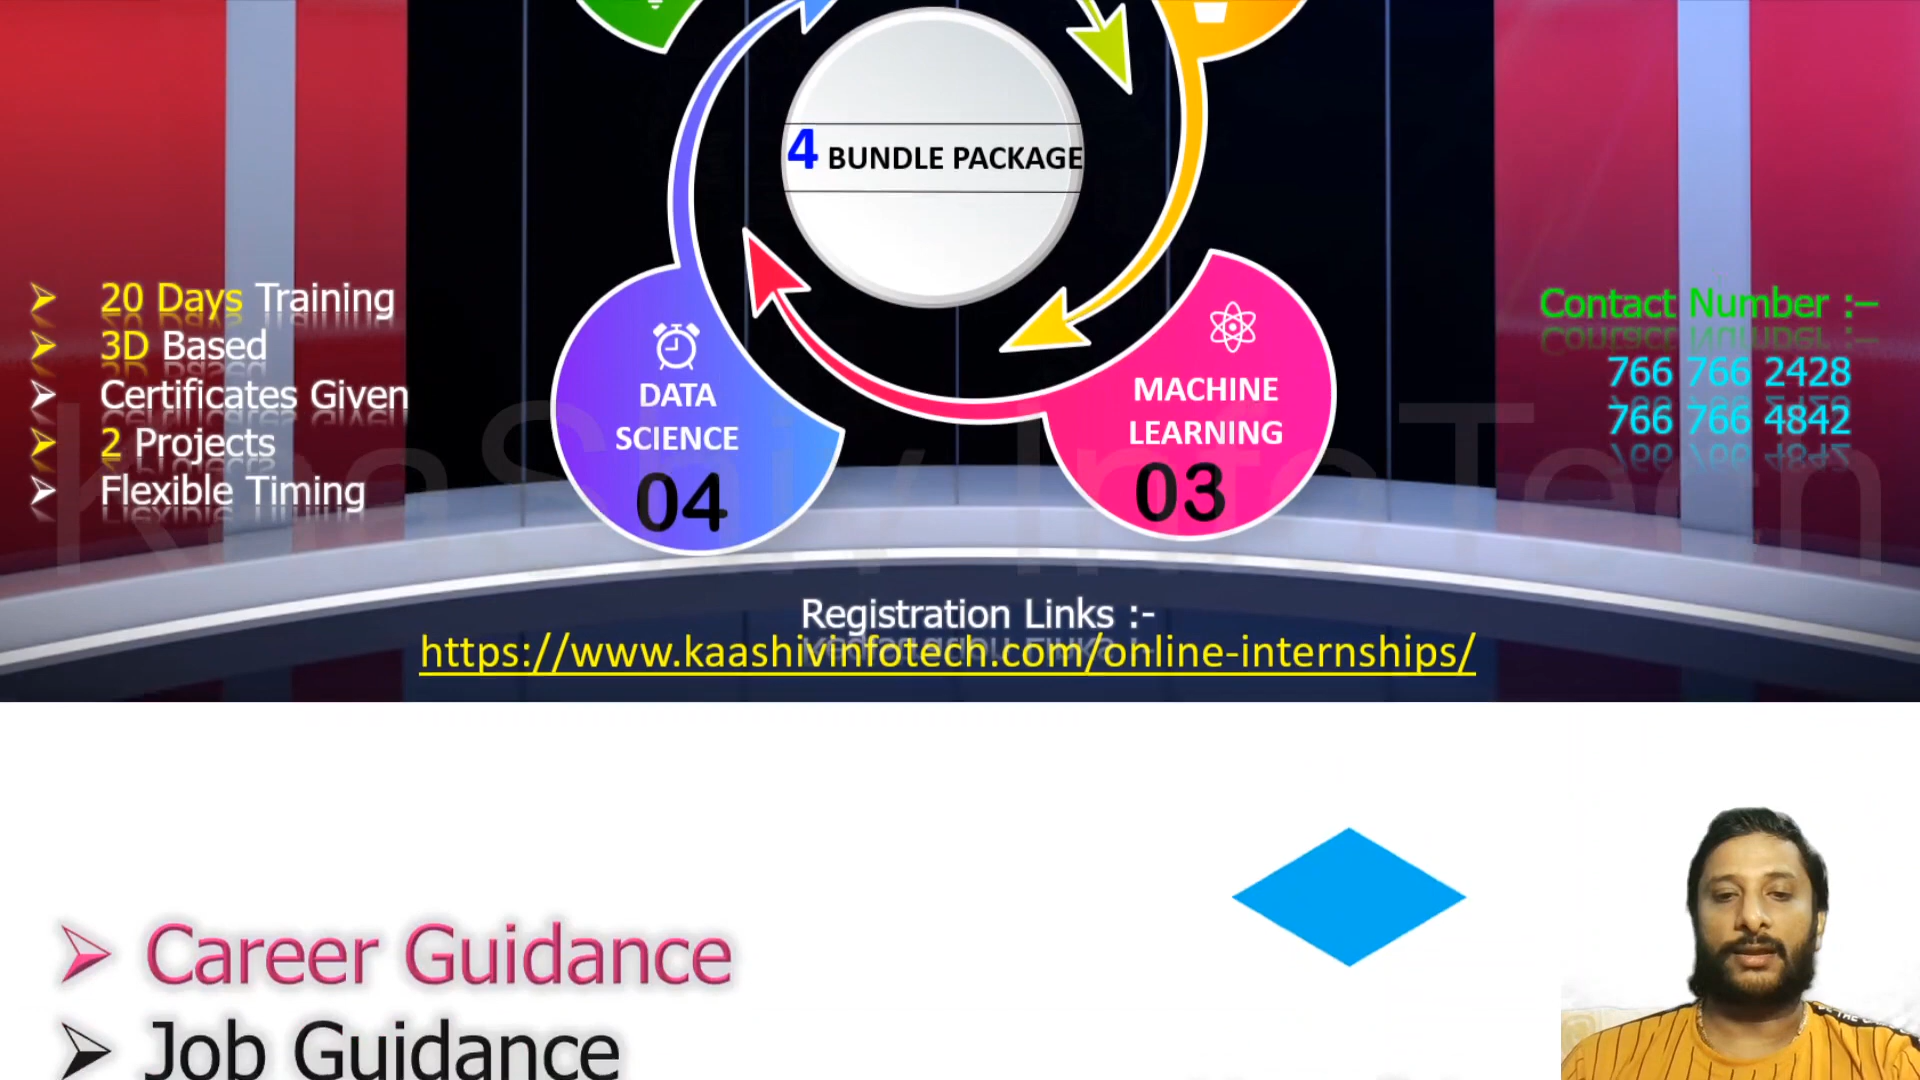 4 BUNDLE PACKAGE
20 Days Training
3D Based
Certificates Given
2 Projects
Flexible Timing
DATA
SCIENCE
04
MACHINE
LEARNING
03
Contact Number :–
766 766 2428
766 766 4842
KaaShiv InfoTech
Registration Links :-
https://www.kaashivinfotech.com/online-internships/
Career Guidance
Job Guidance